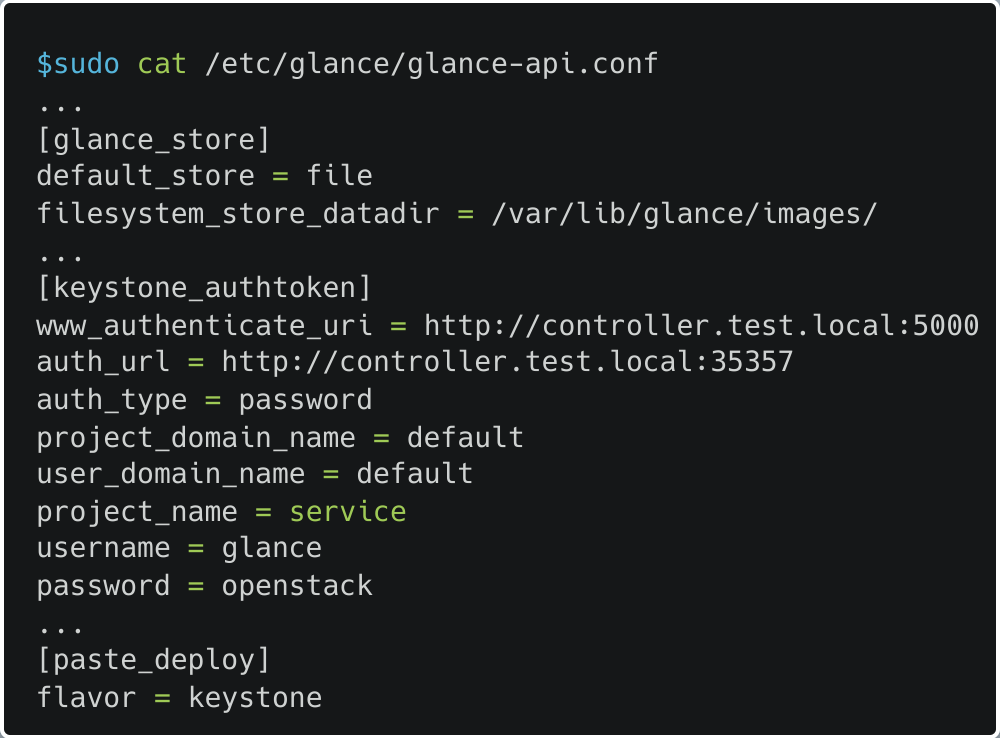 $sudo cat /etc/glance/glance-api.conf
...
[glance_store]
default_store = file
filesystem_store_datadir = /var/lib/glance/images/
...
[keystone_authtoken]
www_authenticate_uri = http://controller.test.local:5000
auth_url = http://controller.test.local:35357
auth_type = password
project_domain_name = default
user_domain_name = default
project_name = service
username = glance
password = openstack
...
[paste_deploy]
flavor = keystone